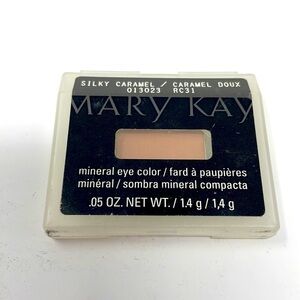 SILKY CARAMEL / CARAMEL DOUX
013023 RC31
MARY KAY
mineral eye color / fard à paupières
minéral / sombra mineral compacta
.05 OZ. NET WT. / 1.4 g / 1,4 g